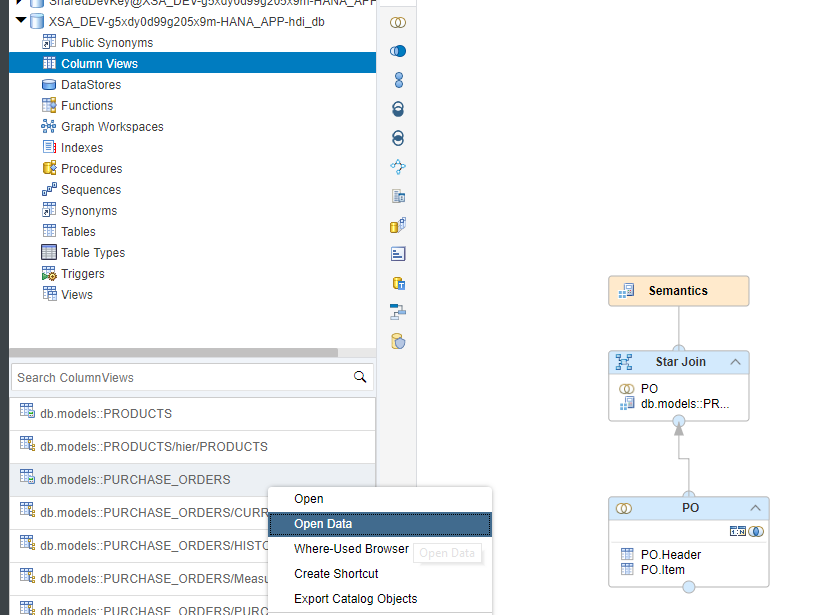 SharedDevKey@XSA_DEV-g5xdy0d99g205x9m-HANA_APP
XSA_DEV-g5xdy0d99g205x9m-HANA_APP-hdi_db
Public Synonyms
Column Views
DataStores
Functions
Graph Workspaces
Indexes
Procedures
Sequences
Synonyms
Tables
Table Types
Triggers
Views
Search ColumnViews
db.models::PRODUCTS
db.models::PRODUCTS/hier/PRODUCTS
db.models::PURCHASE_ORDERS
db.models::PURCHASE_ORDERS/CURR
db.models::PURCHASE_ORDERS/HISTO
db.models::PURCHASE_ORDERS/Measu
db.models::PURCHASE_ORDERS/PURC
Open
Open Data
Where-Used Browser
Open Data
Create Shortcut
Export Catalog Objects
Semantics
Star Join
PO
db.models::PR...
PO
1:N
PO.Header
PO.Item